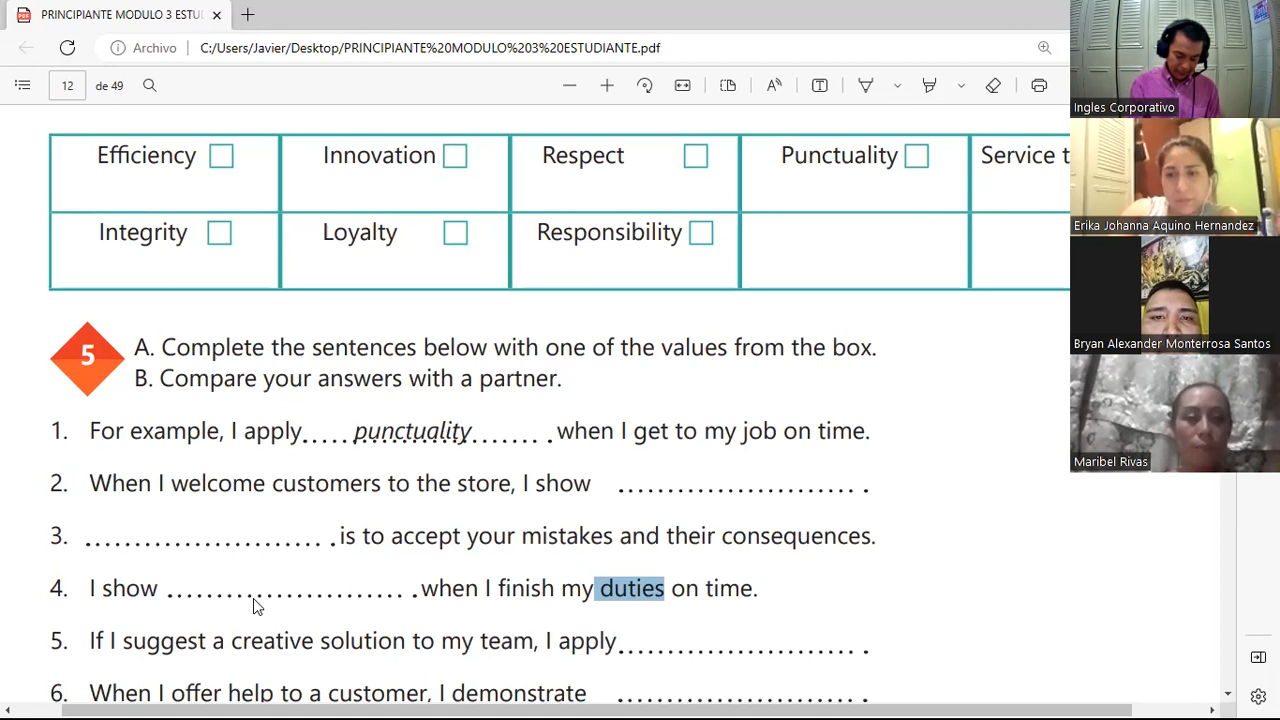 PRINCIPIANTE MODULO 3 ESTU
Archivo
C:/Users/Javier/Desktop/PRINCIPIANTE%20MODULO%203%20ESTUDIANTE.pdf
12 de 49
Efficiency Innovation Respect Punctuality Service t
Integrity Loyalty Responsibility
5
A. Complete the sentences below with one of the values from the box.
B. Compare your answers with a partner.
1. For example, I apply..... punctuality ....... .when I get to my job on time.
2. When I welcome customers to the store, I show ........................ .
3. ........................ .is to accept your mistakes and their consequences.
4. I show ........................ .when I finish my duties on time.
5. If I suggest a creative solution to my team, I apply........................ .
6. When I offer help to a customer, I demonstrate ........................ .
Ingles Corporativo
Erika Johanna Aquino Hernandez
Bryan Alexander Monterrosa Santos
Maribel Rivas